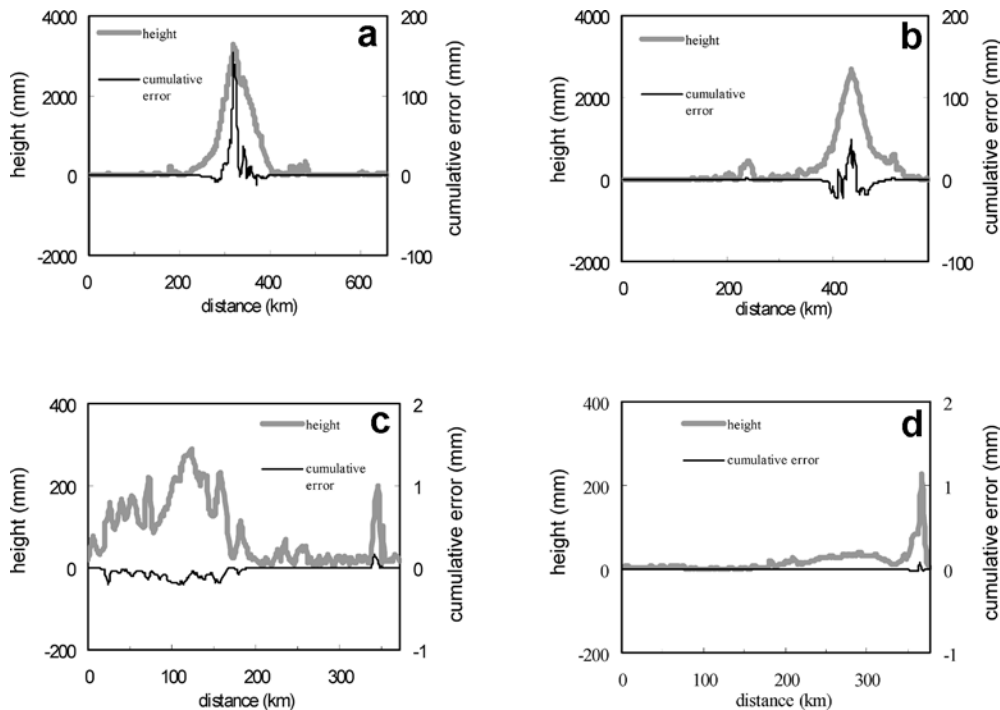 a
height
cumulative
error
4000
2000
0
-2000
height (mm)
200
100
0
-100
cumulative error (mm)
0
200
400
600
distance (km)
b
height
cumulative
error
4000
2000
0
-2000
height (mm)
200
100
0
-100
cumulative error (mm)
0
200
400
distance (km)
c
height
cumulative
error
400
200
0
-200
height (mm)
2
1
0
-1
cumulative error (mm)
0
100
200
300
distance (km)
d
height
cumulative error
400
200
0
-200
height (mm)
2
1
0
-1
cumulative error (mm)
0
100
200
300
distance (km)